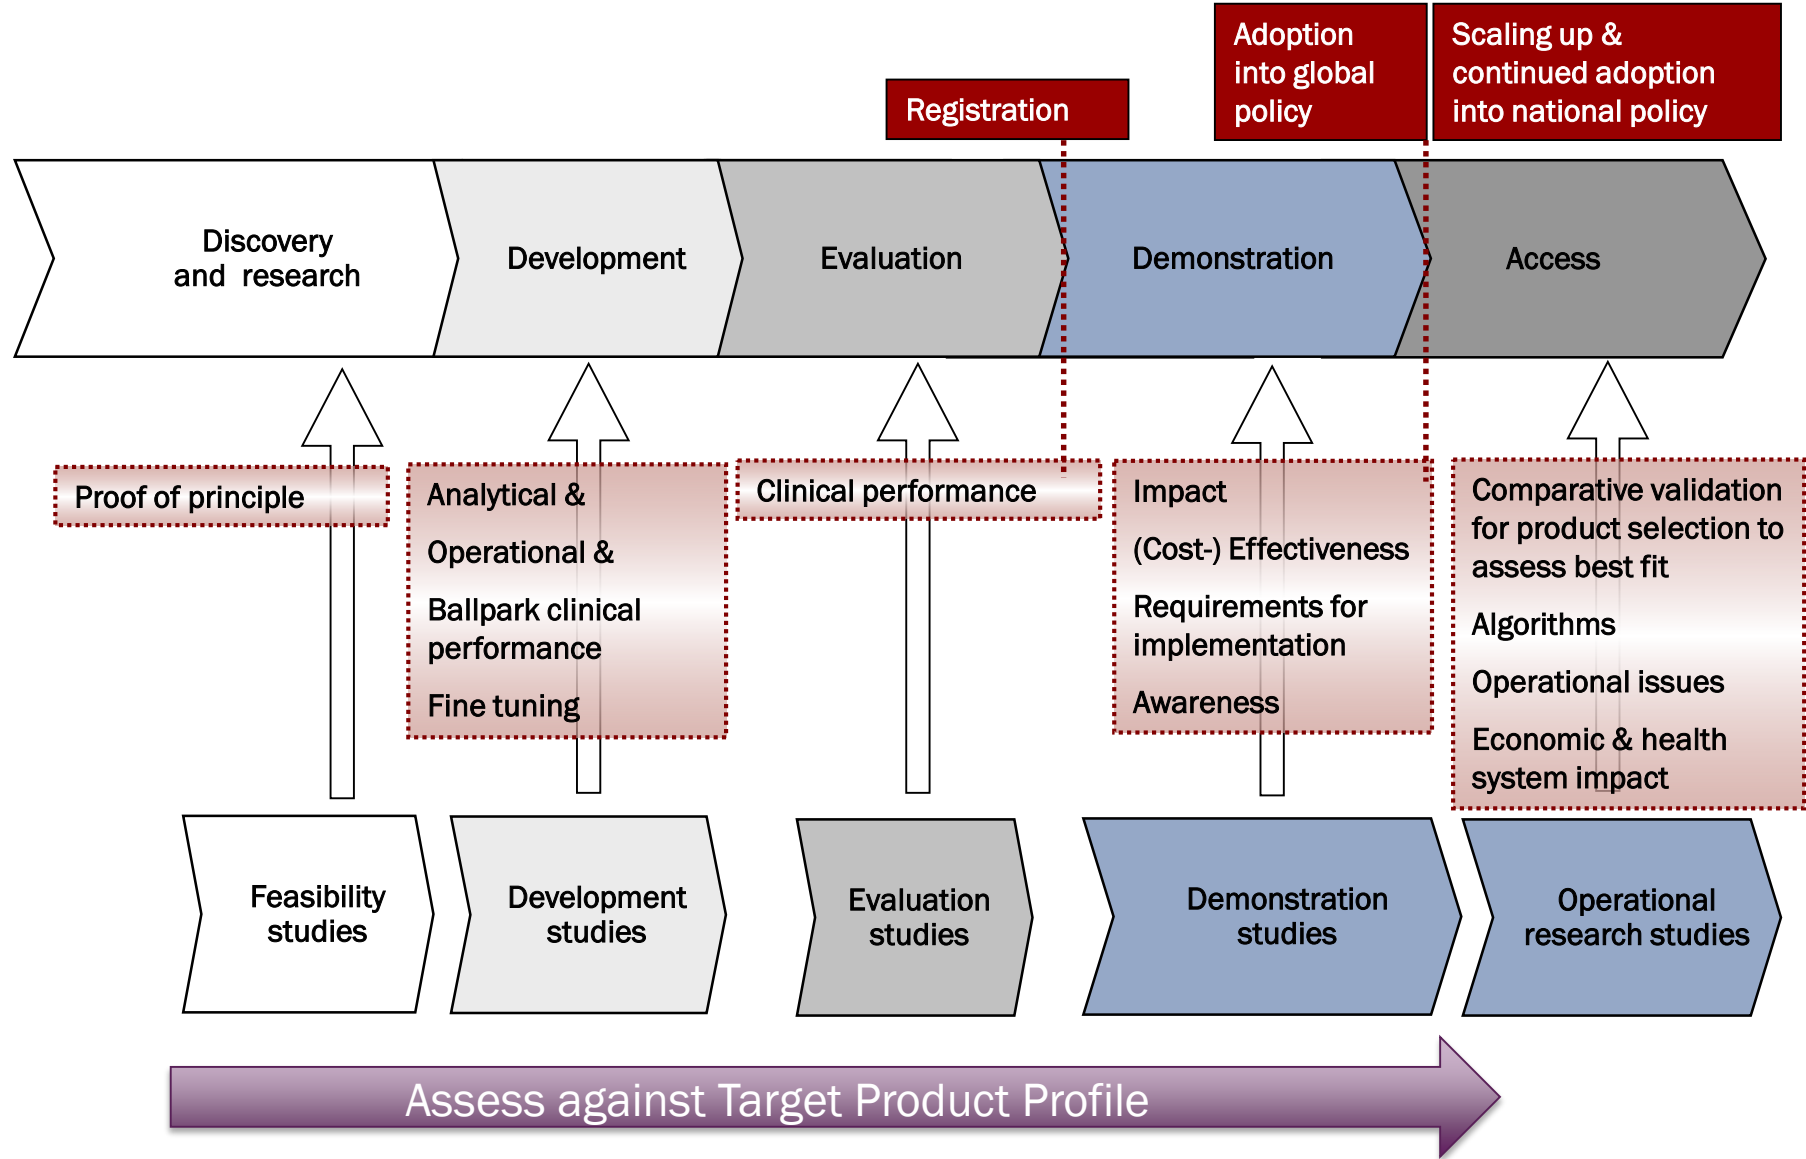 Registration
Adoption
into global
policy
Scaling up &
continued adoption
into national policy
Discovery
and research
Development
Evaluation
Demonstration
Access
Proof of principle
Analytical &
Operational &
Ballpark clinical
performance
Fine tuning
Clinical performance
Impact
(Cost-) Effectiveness
Requirements for
implementation
Awareness
Comparative validation
for product selection to
assess best fit
Algorithms
Operational issues
Economic & health
system impact
Feasibility
studies
Development
studies
Evaluation
studies
Demonstration
studies
Operational
research studies
Assess against Target Product Profile